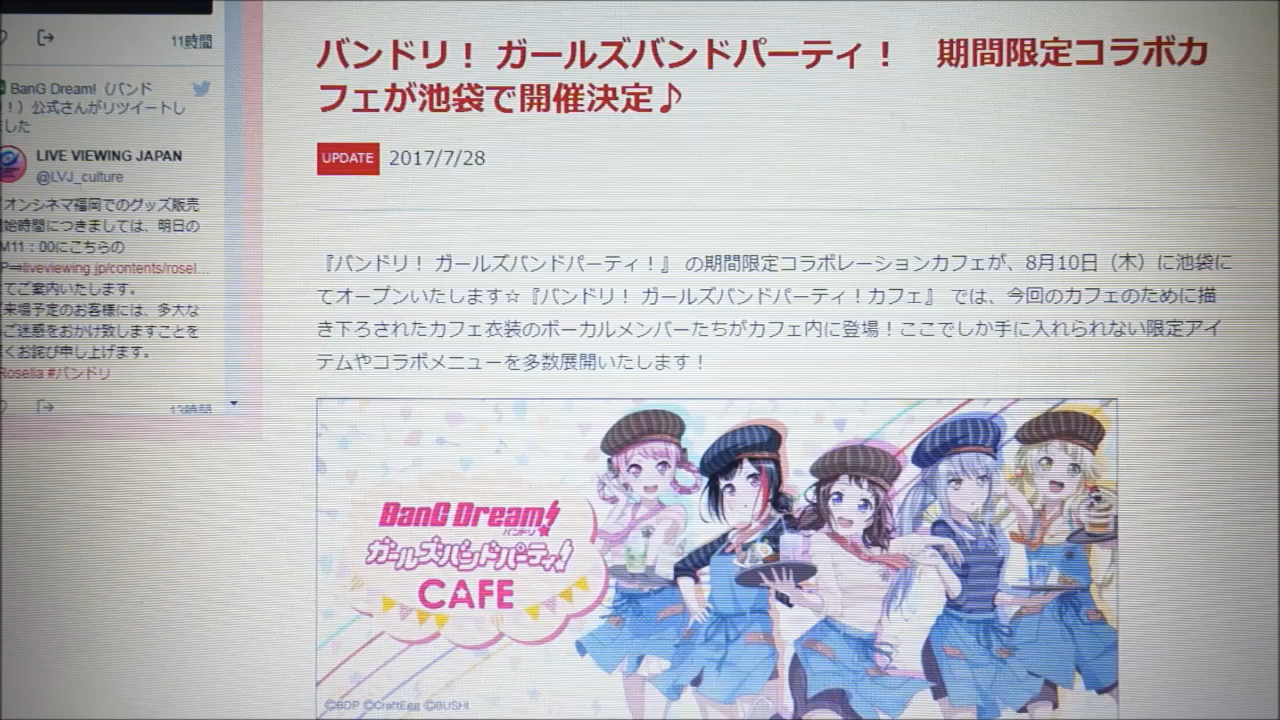 11時間
BanG Dream!（バンド
！）公式さんがリツイートし
ました
LIVE VIEWING JAPAN
@LVJ_culture
オンシネマ福岡でのグッズ販売
始時間につきましては、明日の
M11：00にこちらの
P⇒liveviewing.jp/contents/rosel...
てご案内いたします。
来場予定のお客様には、多大な
ご迷惑をおかけ致しますことを
くお詫び申し上げます。
Roselia #バンドリ
バンドリ！ ガールズバンドパーティ！　期間限定コラボカ
フェが池袋で開催決定♪
UPDATE 2017/7/28
『バンドリ！ ガールズバンドパーティ！』 の期間限定コラボレーションカフェが、8月10日（木）に池袋に
てオープンいたします☆『バンドリ！ ガールズバンドパーティ！カフェ』 では、今回のカフェのために描
き下ろされたカフェ衣装のボーカルメンバーたちがカフェ内に登場！ここでしか手に入れられない限定アイ
テムやコラボメニューを多数展開いたします！
BanG Dream!
バンドリ
ガールズバンドパーティ!
CAFE
©BDP ©CraftEgg ©BUSHI